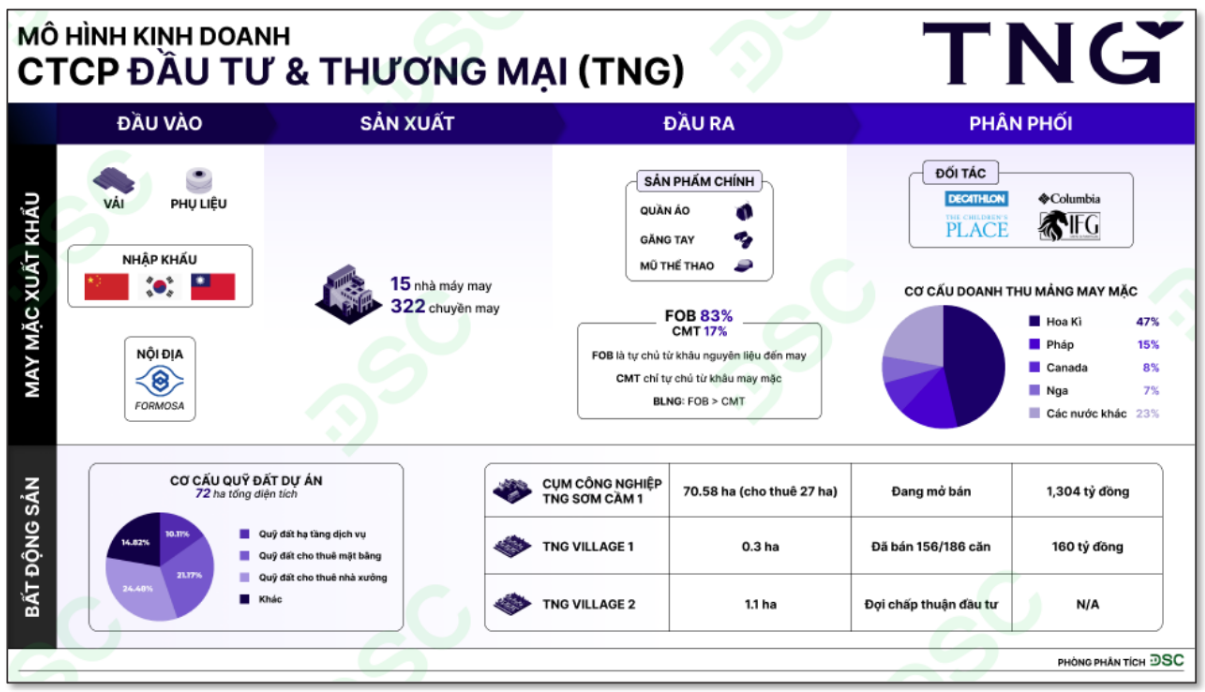 MÔ HÌNH KINH DOANH
CTCP ĐẦU TƯ & THƯƠNG MẠI (TNG)
TNG
ĐẦU VÀO
SẢN XUẤT
ĐẦU RA
PHÂN PHỐI
MAY MẶC XUẤT KHẨU
VẢI
PHỤ LIỆU
NHẬP KHẨU
NỘI ĐỊA
FORMOSA
15 nhà máy may
322 chuyền may
SẢN PHẨM CHÍNH
QUẦN ÁO
GĂNG TAY
MŨ THỂ THAO
FOB 83%
CMT 17%
FOB là tự chủ từ khâu nguyên liệu đến may
CMT chỉ tự chủ từ khâu may mặc
BLNG: FOB > CMT
ĐỐI TÁC
DECATHLON
Columbia
THE CHILDREN'S
PLACE
IFG
CƠ CẤU DOANH THU MẢNG MAY MẶC
Hoa Kì 47%
Pháp 15%
Canada 8%
Nga 7%
Các nước khác 23%
BẤT ĐỘNG SẢN
CƠ CẤU QUỸ ĐẤT DỰ ÁN
72 ha tổng diện tích
14.82%
10.11%
21.17%
24.48%
Quỹ đất hạ tầng dịch vụ
Quỹ đất cho thuê mặt bằng
Quỹ đất cho thuê nhà xưởng
Khác
CỤM CÔNG NGHIỆP
TNG SƠM CẦM 1
70.58 ha (cho thuê 27 ha)
Đang mở bán
1,304 tỷ đồng
TNG VILLAGE 1
0.3 ha
Đã bán 156/186 căn
160 tỷ đồng
TNG VILLAGE 2
1.1 ha
Đợi chấp thuận đầu tư
N/A
PHÒNG PHÂN TÍCH DSC